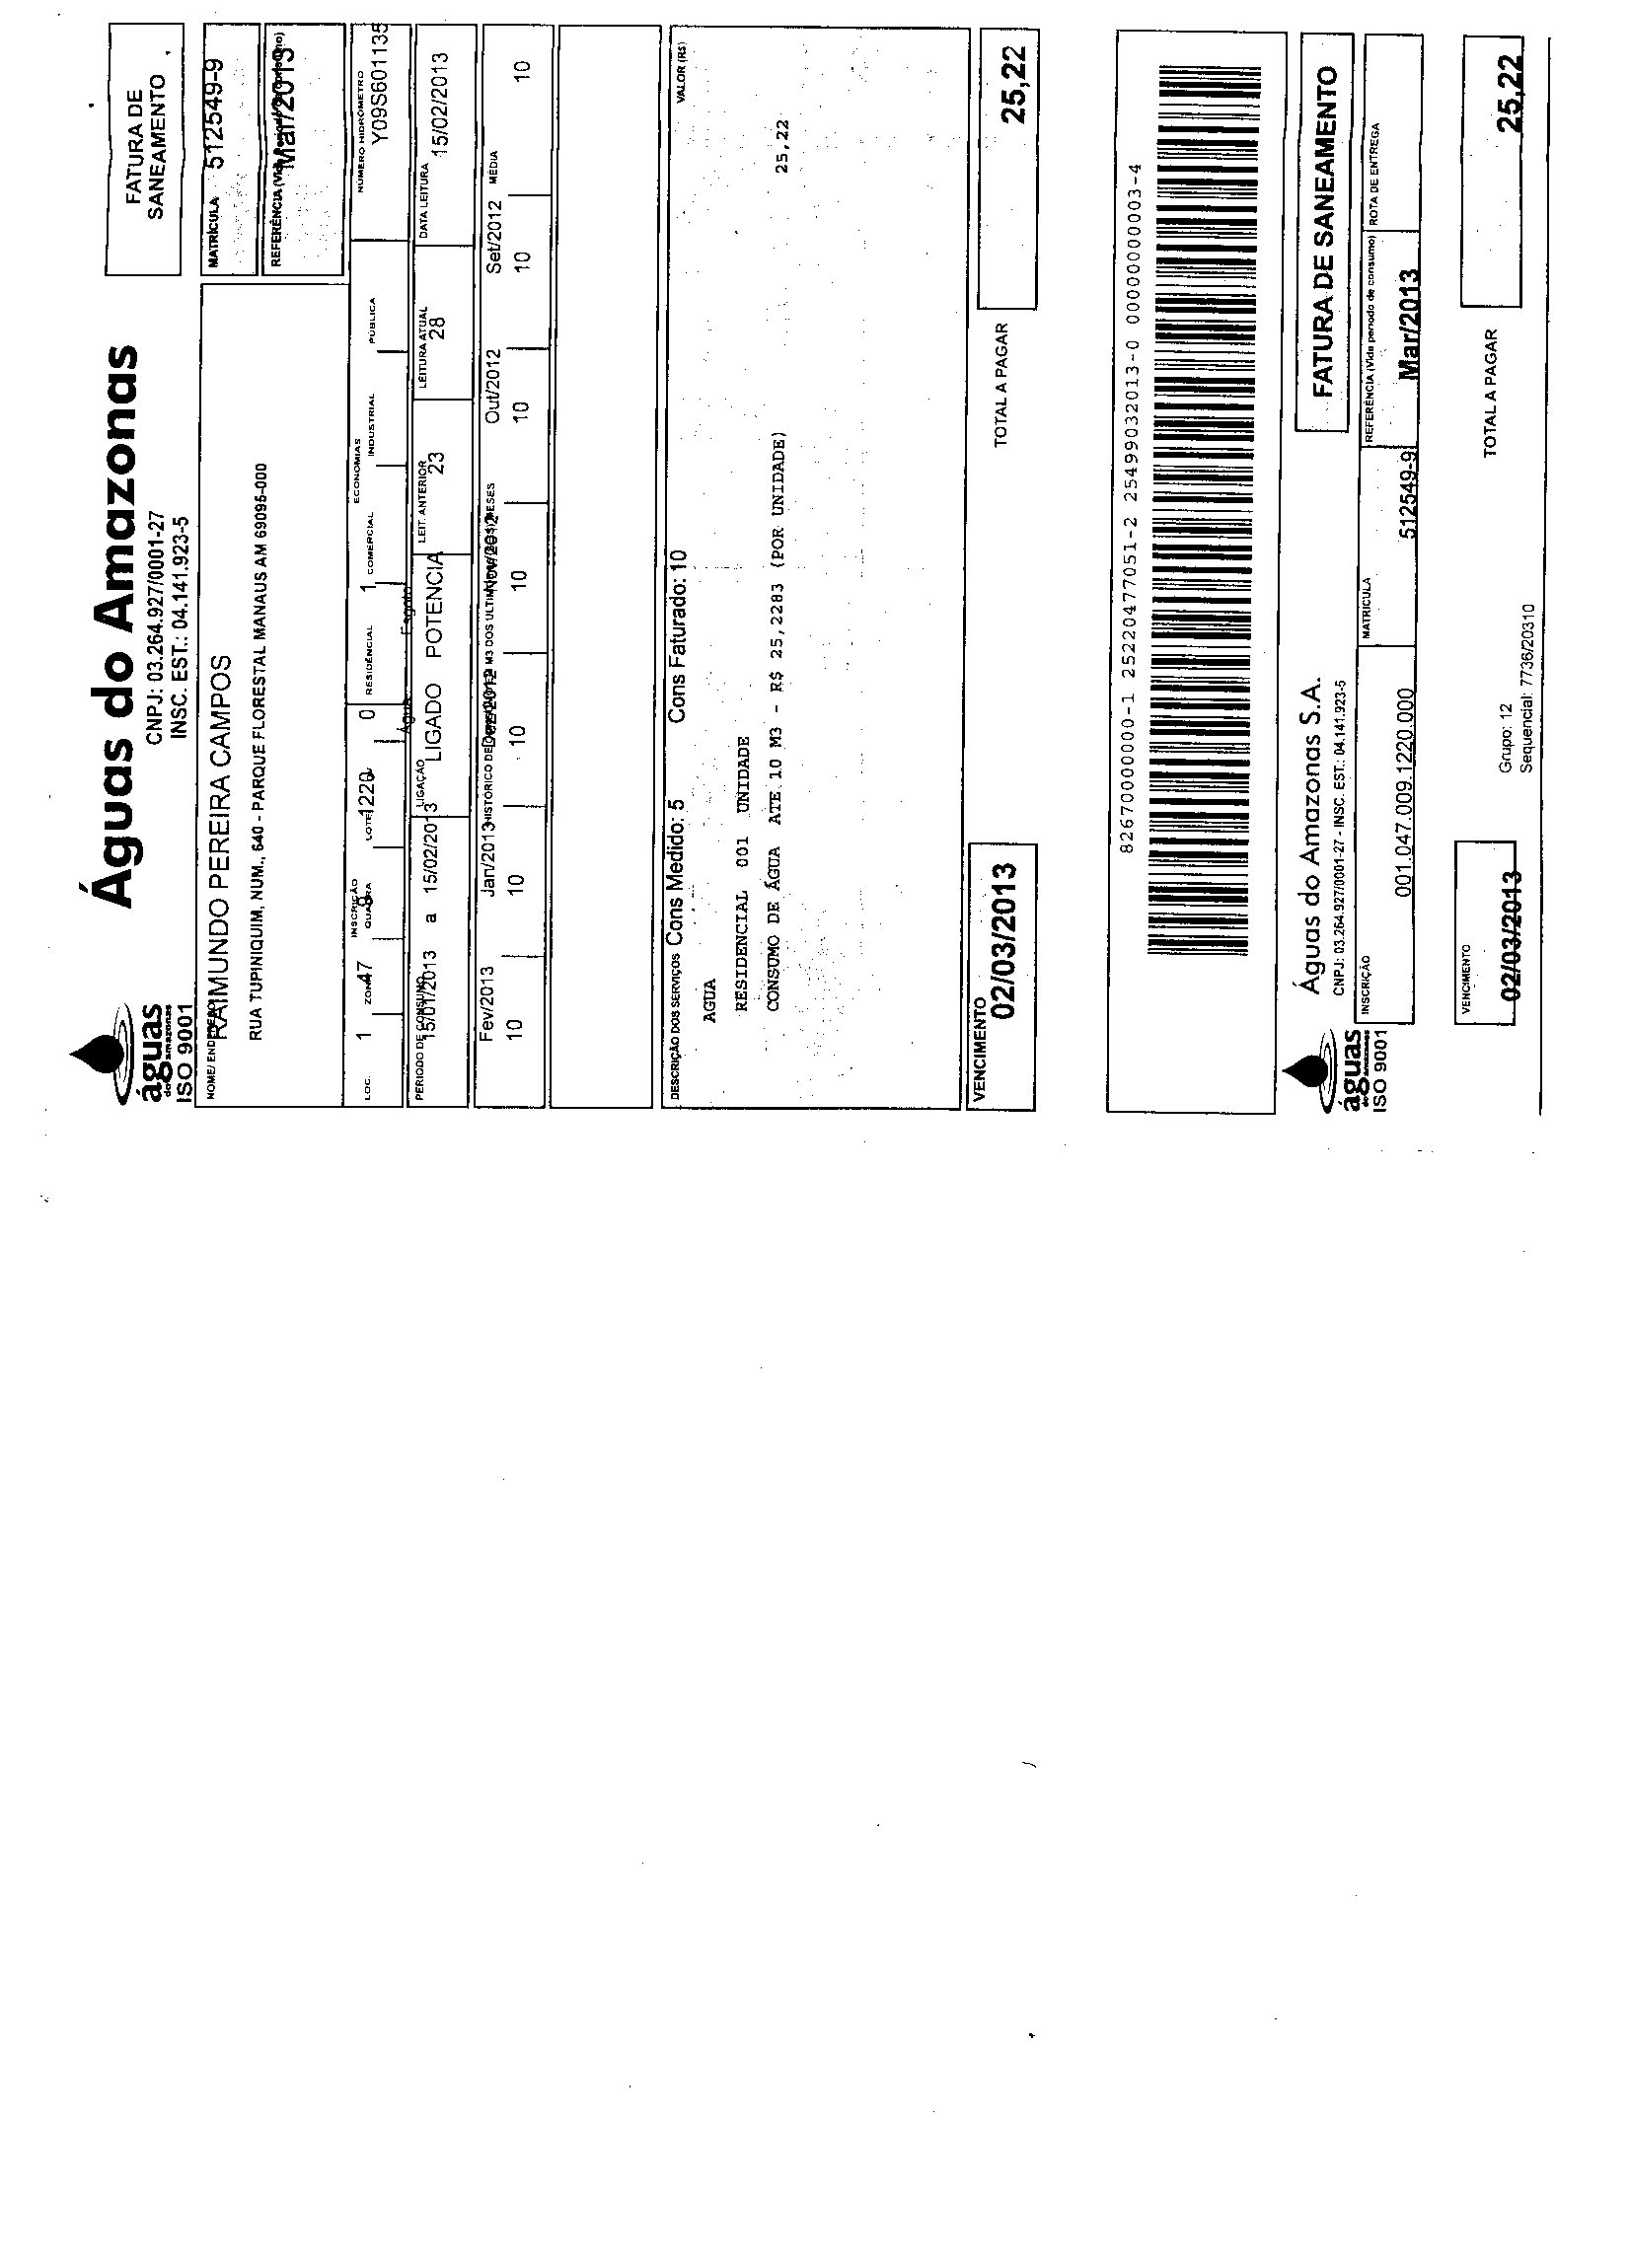 Águas do Amazonas
FATURA DE
SANEAMENTO
CNPJ: 03.264.927/0001-27
INSC. EST.: 04.141.923-5
águas
do amazonas
ISO 9001
NOME/ ENDEREÇO
RAIMUNDO PEREIRA CAMPOS
RUA TUPINIQUIM, NUM., 640 - PARQUE FLORESTAL MANAUS AM 69095-000
MATRÍCULA 512549-9
REFERÊNCIA (Vide Período de Consumo)
Mar/2013
INSCRIÇÃO ECONOMIAS NÚMERO HIDRÔMETRO
LOC. 1 ZONA 47 QUADRA 9 LOTE 1220 0 RESIDÊNCIAL 1 COMERCIAL INDUSTRIAL PÚBLICA Y09S601135
Água Esgoto
PERIODO DE CONSUMO LIGAÇÃO LEIT. ANTERIOR LEITURA ATUAL DATA LEITURA
15/01/2013 a 15/02/2013 LIGADO POTENCIA 23 28 15/02/2013
HISTÓRICO DE M3 DOS ULTIMOS MESES
Fev/2013 Jan/2013 Dez/2012 Nov/2012 Out/2012 Set/2012 MÉDIA
10 10 10 10 10 10 10
DESCRIÇÃO DOS SERVIÇOS Cons Medido: 5 Cons Faturado: 10 VALOR (R$)
AGUA
RESIDENCIAL 001 UNIDADE
CONSUMO DE ÁGUA ATE 10 M3 - R$ 25,2283 (POR UNIDADE) 25,22
VENCIMENTO
02/03/2013
TOTAL A PAGAR
25,22
82670000000-1 25220477051-2 25499032013-0 00000000003-4
águas
do amazonas
ISO 9001
Águas do Amazonas S.A.
CNPJ: 03.264.927/0001-27 - INSC. EST.: 04.141.923-5
FATURA DE SANEAMENTO
INSCRIÇÃO MATRICULA REFERÊNCIA (Vide período de consumo) ROTA DE ENTREGA
001.047.009.1220.000 512549-9 Mar/2013
VENCIMENTO
02/03/2013
Grupo: 12
Sequencial: 7736/20310
TOTAL A PAGAR
25,22